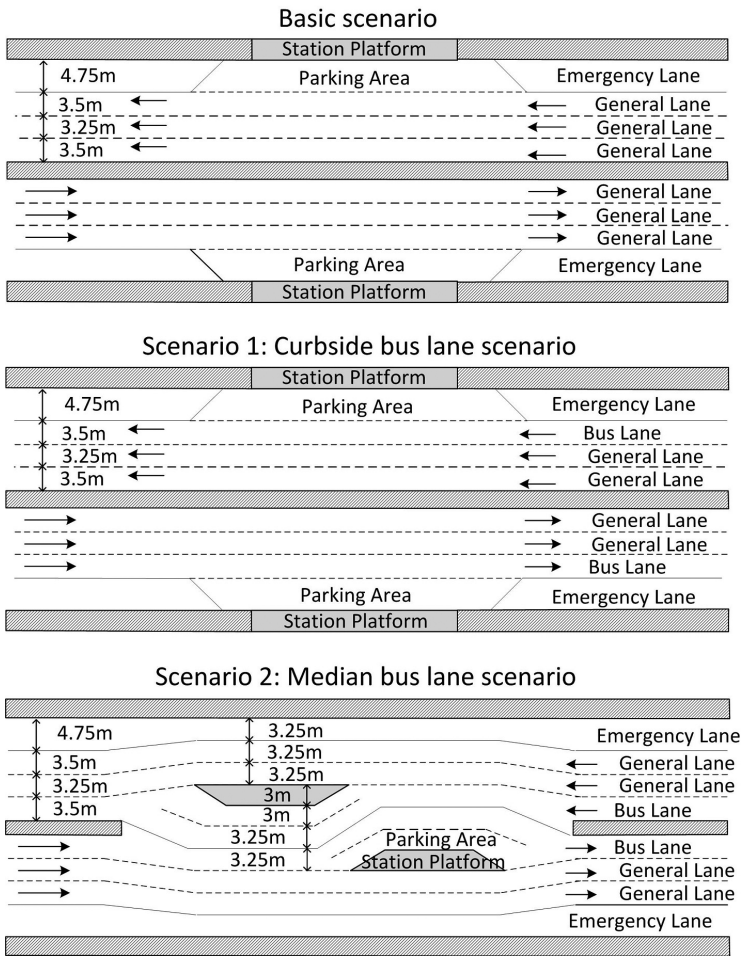 Basic scenario
Station Platform
4.75m Parking Area Emergency Lane
3.5m General Lane
3.25m General Lane
3.5m General Lane
General Lane
General Lane
General Lane
Parking Area Emergency Lane
Station Platform
Scenario 1: Curbside bus lane scenario
Station Platform
4.75m Parking Area Emergency Lane
3.5m Bus Lane
3.25m General Lane
3.5m General Lane
General Lane
General Lane
Bus Lane
Parking Area Emergency Lane
Station Platform
Scenario 2: Median bus lane scenario
4.75m 3.25m Emergency Lane
3.5m 3.25m General Lane
3.25m 3.25m General Lane
3.5m 3m Bus Lane
3m
3.25m Parking Area Bus Lane
3.25m Station Platform General Lane
General Lane
Emergency Lane